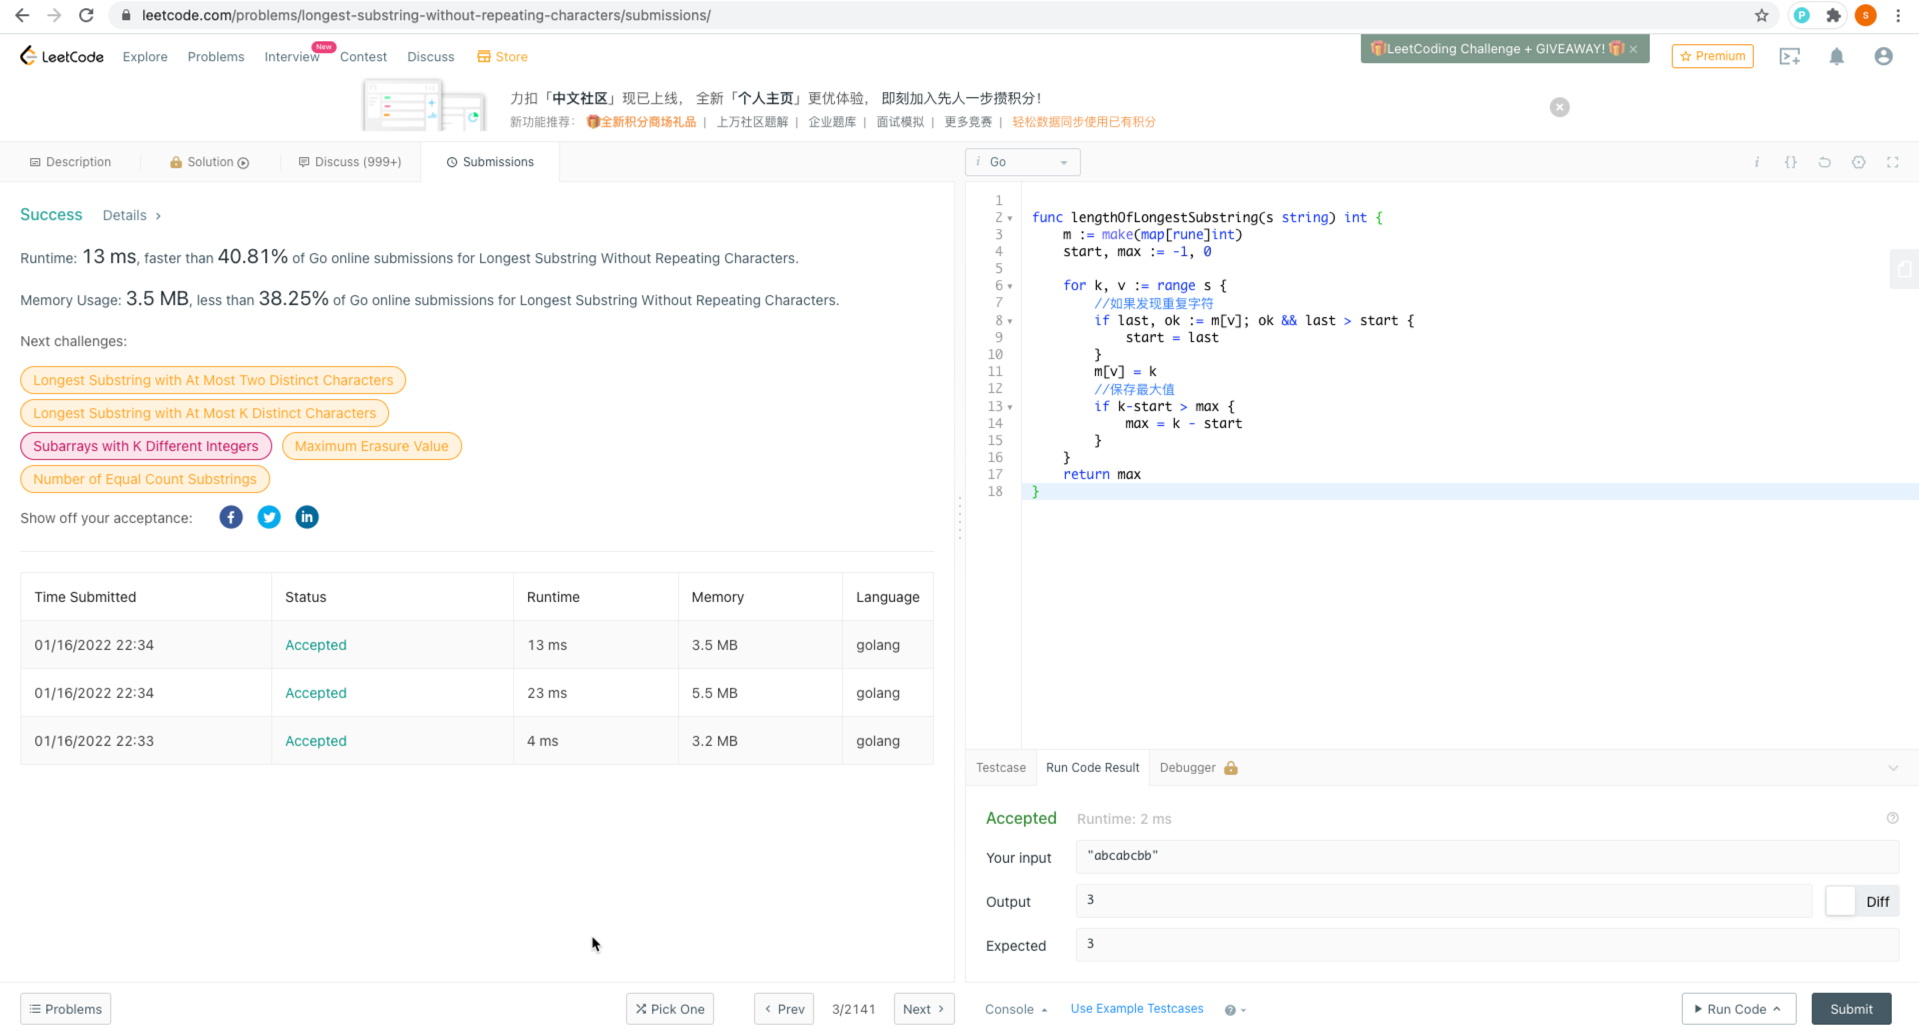 leetcode.com/problems/longest-substring-without-repeating-characters/submissions/
P
S
LeetCode
Explore
Problems
Interview
New
Contest
Discuss
Store
🎁LeetCoding Challenge + GIVEAWAY! 🎁 ×
Premium
力扣「中文社区」现已上线， 全新「个人主页」更优体验， 即刻加入先人一步攒积分！
新功能推荐： 🎁全新积分商场礼品 | 上万社区题解 | 企业题库 | 面试模拟 | 更多竞赛 | 轻松数据同步使用已有积分
Description
Solution
Discuss (999+)
Submissions
Success Details >
Runtime: 13 ms, faster than 40.81% of Go online submissions for Longest Substring Without Repeating Characters.
Memory Usage: 3.5 MB, less than 38.25% of Go online submissions for Longest Substring Without Repeating Characters.
Next challenges:
Longest Substring with At Most Two Distinct Characters
Longest Substring with At Most K Distinct Characters
Subarrays with K Different Integers
Maximum Erasure Value
Number of Equal Count Substrings
Show off your acceptance:
Time Submitted Status Runtime Memory Language
01/16/2022 22:34 Accepted 13 ms 3.5 MB golang
01/16/2022 22:34 Accepted 23 ms 5.5 MB golang
01/16/2022 22:33 Accepted 4 ms 3.2 MB golang
Problems
Pick One
< Prev
3/2141
Next >
i Go
i {}
1
2 func lengthOfLongestSubstring(s string) int {
3 m := make(map[rune]int)
4 start, max := -1, 0
5
6 for k, v := range s {
7 //如果发现重复字符
8 if last, ok := m[v]; ok && last > start {
9 start = last
10 }
11 m[v] = k
12 //保存最大值
13 if k-start > max {
14 max = k - start
15 }
16 }
17 return max
18 }
Testcase
Run Code Result
Debugger
Accepted Runtime: 2 ms
Your input "abcabcbb"
Output 3
Diff
Expected 3
Console
Use Example Testcases
Run Code
Submit